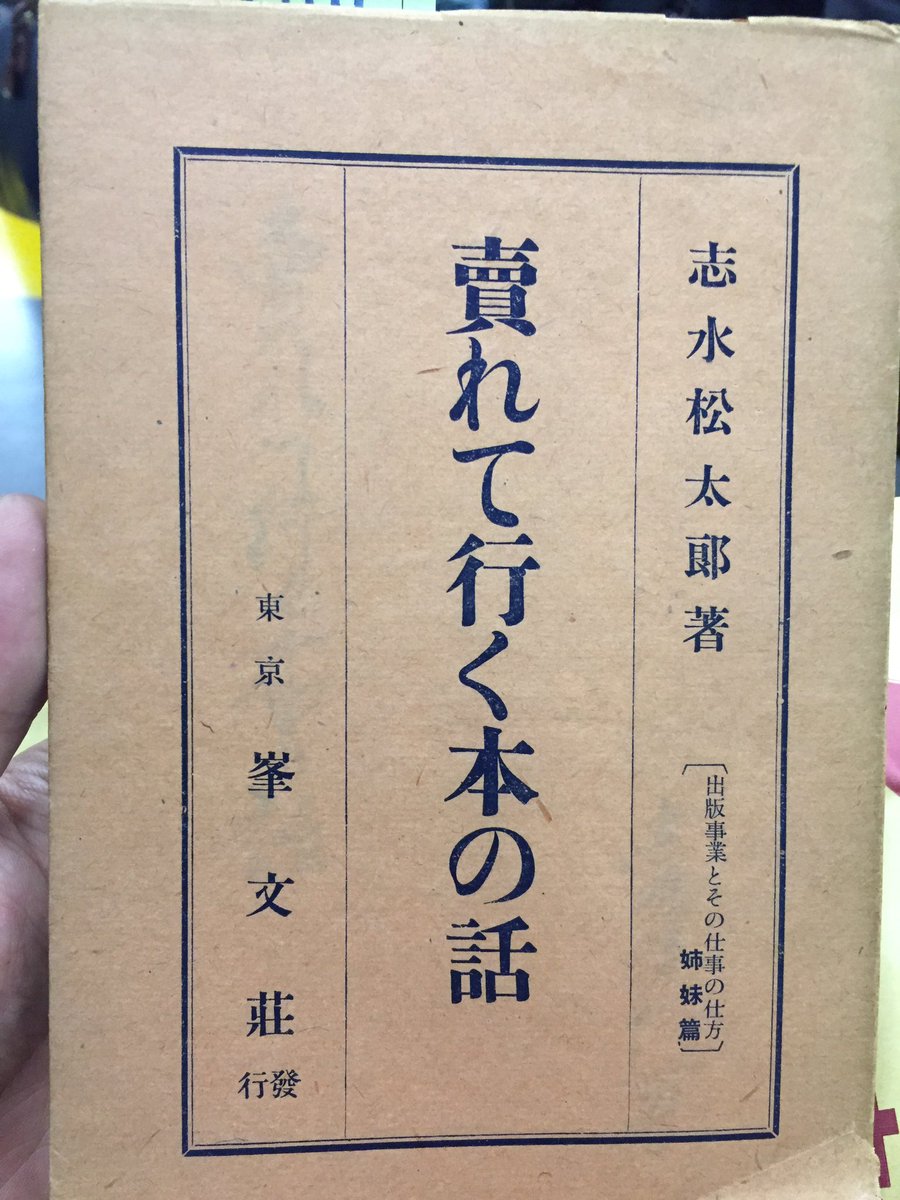 志水松太郎著
〔出版事業とその仕事の仕方
姉妹篇〕
賣れて行く本の話
東京 峯文莊
發行